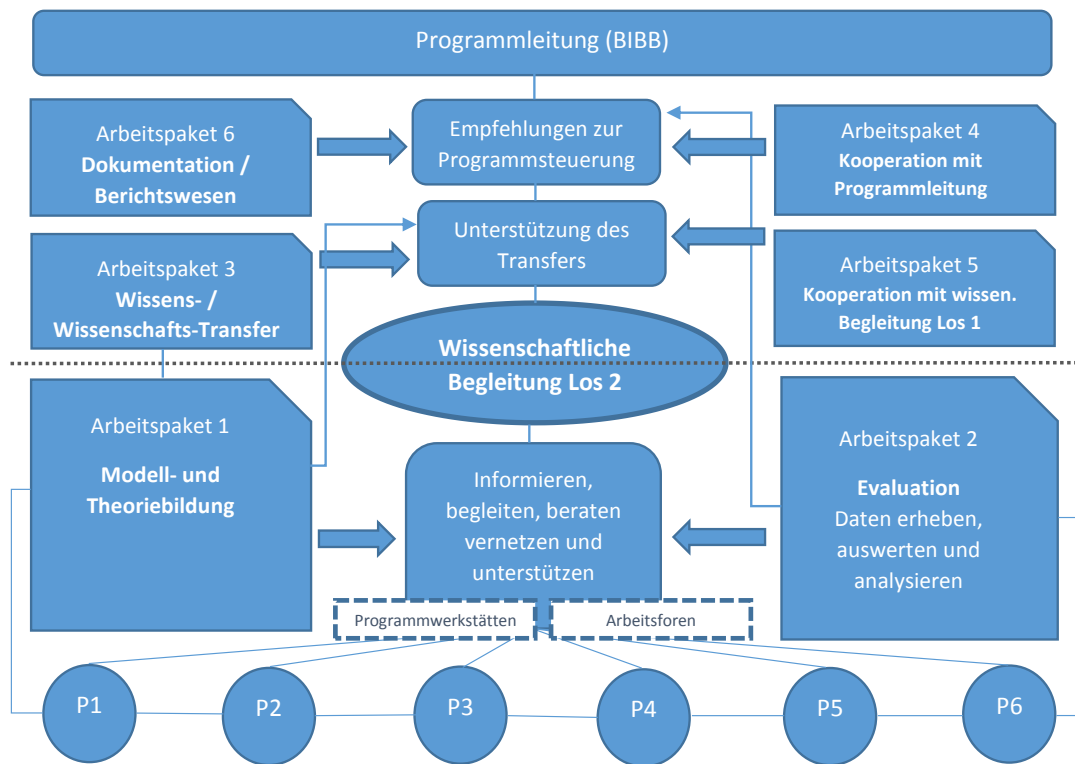 Programmleitung (BIBB)
Arbeitspaket 6
Dokumentation /
Berichtswesen
Empfehlungen zur
Programmsteuerung
Arbeitspaket 4
Kooperation mit
Programmleitung
Arbeitspaket 3
Wissens- /
Wissenschafts-Transfer
Unterstützung des
Transfers
Arbeitspaket 5
Kooperation mit wissen.
Begleitung Los 1
Wissenschaftliche
Begleitung Los 2
Arbeitspaket 1
Modell- und
Theoriebildung
Informieren,
begleiten, beraten
vernetzen und
unterstützen
Arbeitspaket 2
Evaluation
Daten erheben,
auswerten und
analysieren
Programmwerkstätten
Arbeitsforen
P1
P2
P3
P4
P5
P6